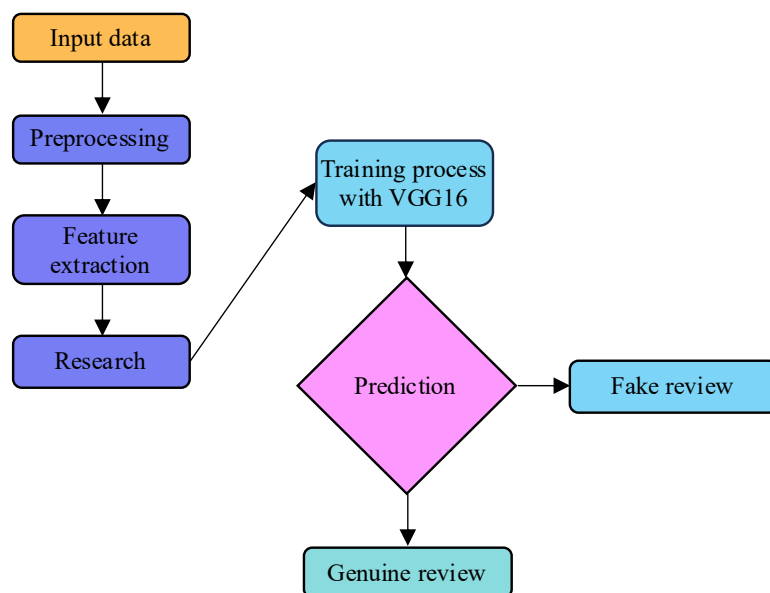 Input data
Preprocessing
Feature
extraction
Research
Training process
with VGG16
Prediction
Fake review
Genuine review